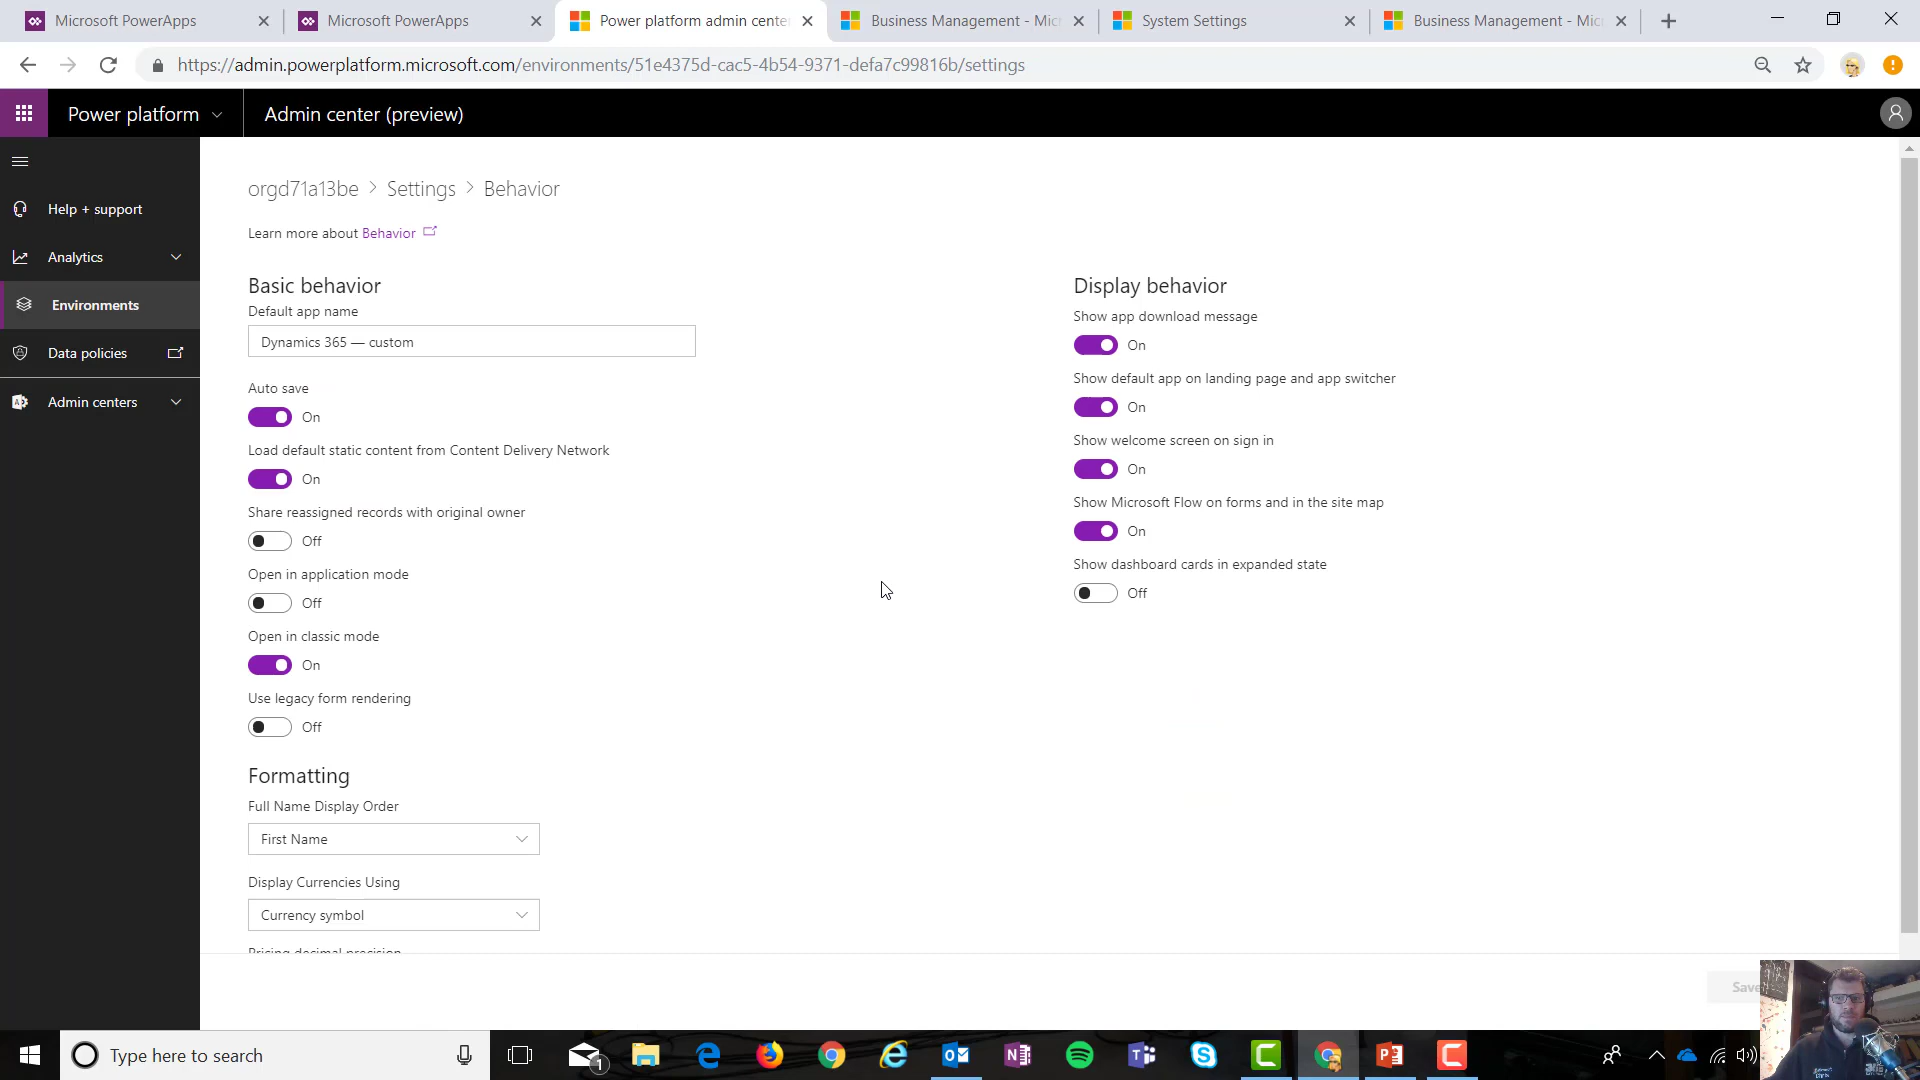 Microsoft PowerApps
Microsoft PowerApps
Power platform admin cente
Business Management - Mic
System Settings
Business Management - Mic
https://admin.powerplatform.microsoft.com/environments/51e4375d-cac5-4b54-9371-defa7c99816b/settings
Power platform
Admin center (preview)
Help + support
Analytics
Environments
Data policies
Admin centers
orgd71a13be > Settings > Behavior
Learn more about Behavior
Basic behavior
Default app name
Dynamics 365 — custom
Auto save
On
Load default static content from Content Delivery Network
On
Share reassigned records with original owner
Off
Open in application mode
Off
Open in classic mode
On
Use legacy form rendering
Off
Formatting
Full Name Display Order
First Name
Display Currencies Using
Currency symbol
Pricing decimal precision
Display behavior
Show app download message
On
Show default app on landing page and app switcher
On
Show welcome screen on sign in
On
Show Microsoft Flow on forms and in the site map
On
Show dashboard cards in expanded state
Off
Save
Type here to search
1